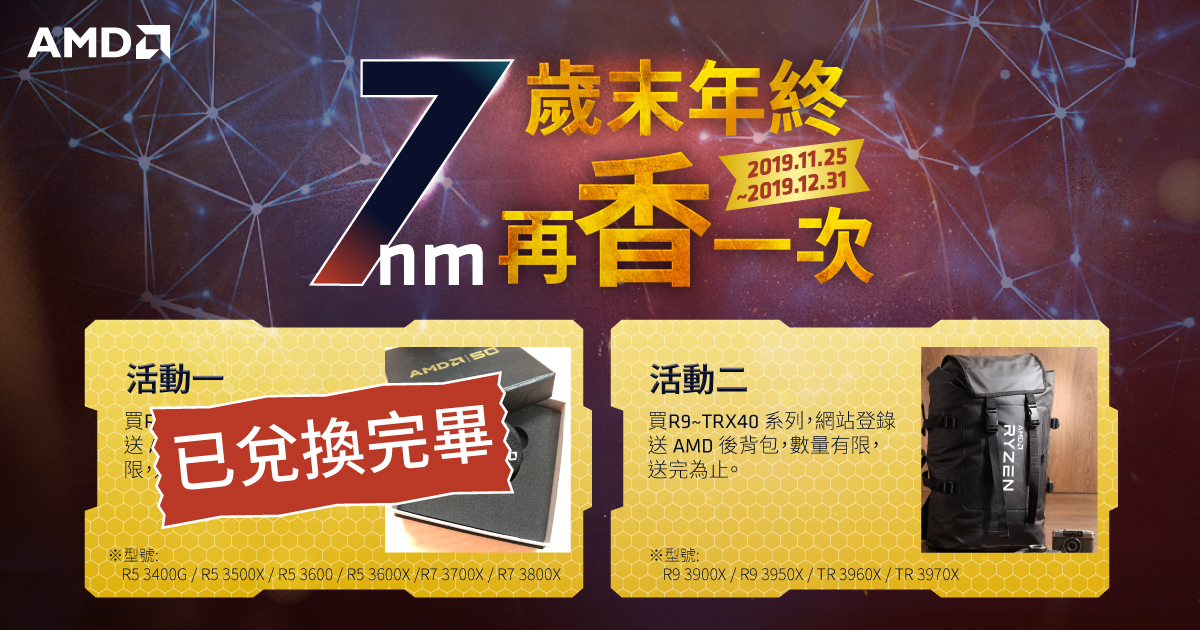 AMD
7nm
歲末年終
再香一次
2019.11.25
~2019.12.31
活動一
買
送
限,
已兌換完畢
AMD 50
※型號:
R5 3400G / R5 3500X / R5 3600 / R5 3600X /R7 3700X / R7 3800X
活動二
買R9~TRX40 系列,網站登錄
送 AMD 後背包,數量有限,
送完為止。
AMD
RYZEN
※型號:
R9 3900X / R9 3950X / TR 3960X / TR 3970X